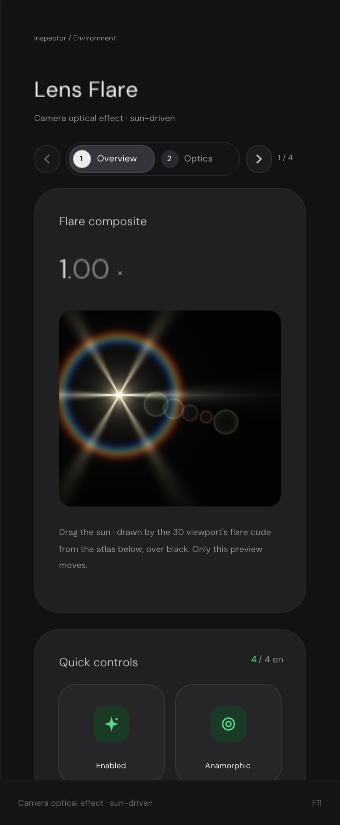 Inspector / Environment
Lens Flare
Camera optical effect · sun-driven
1 Overview 2 Optics 1 / 4
Flare composite
1.00 ×
Drag the sun · drawn by the 3D viewport's flare code
from the atlas below, over black. Only this preview
moves.
Quick controls 4 / 4 on
Enabled Anamorphic
Camera optical effect · sun-driven F11